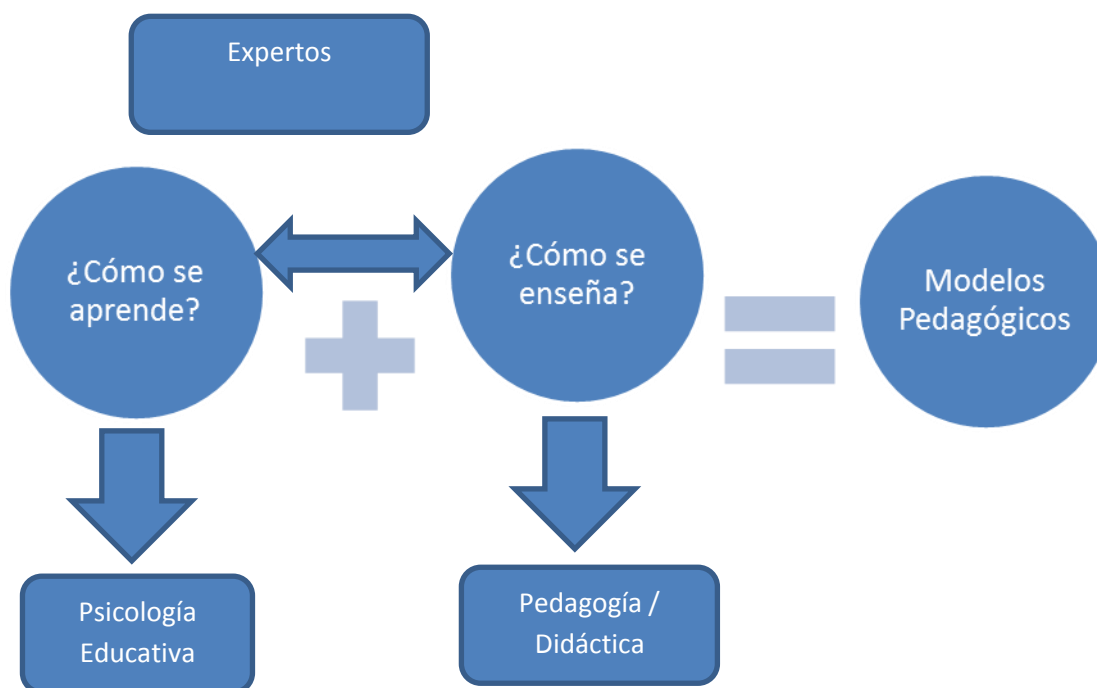 Expertos
¿Cómo se
aprende?
¿Cómo se
enseña?
Modelos
Pedagógicos
Psicología
Educativa
Pedagogía /
Didáctica